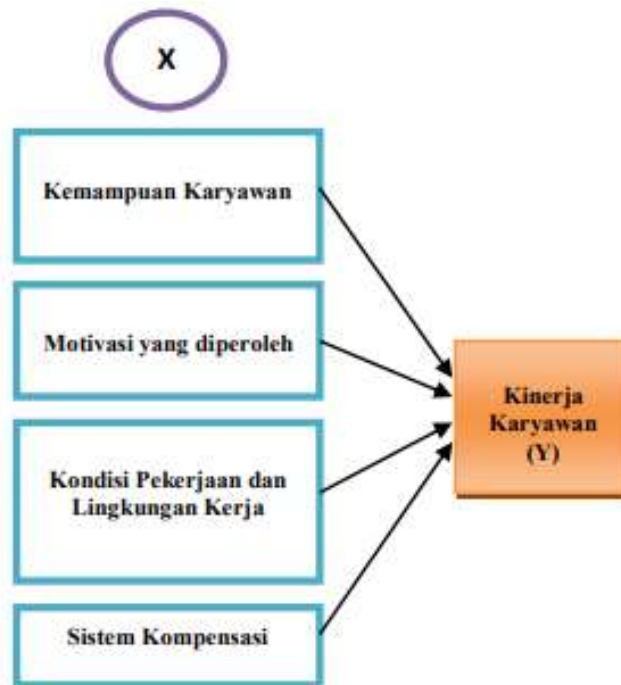 X
Kemampuan Karyawan
Motivasi yang diperoleh
Kondisi Pekerjaan dan
Lingkungan Kerja
Sistem Kompensasi
Kinerja
Karyawan
(Y)